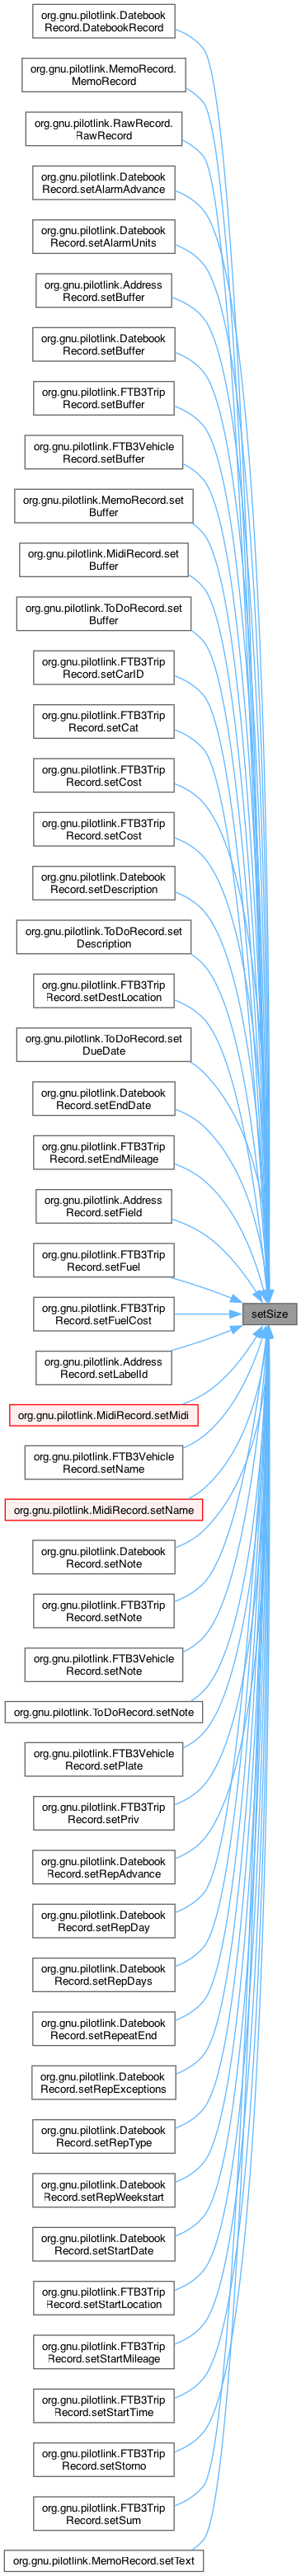 org.gnu.pilotlink.Datebook
Record.DatebookRecord
org.gnu.pilotlink.MemoRecord.
MemoRecord
org.gnu.pilotlink.RawRecord.
RawRecord
org.gnu.pilotlink.Datebook
Record.setAlarmAdvance
org.gnu.pilotlink.Datebook
Record.setAlarmUnits
org.gnu.pilotlink.Address
Record.setBuffer
org.gnu.pilotlink.Datebook
Record.setBuffer
org.gnu.pilotlink.FTB3Trip
Record.setBuffer
org.gnu.pilotlink.FTB3Vehicle
Record.setBuffer
org.gnu.pilotlink.MemoRecord.set
Buffer
org.gnu.pilotlink.MidiRecord.set
Buffer
org.gnu.pilotlink.ToDoRecord.set
Buffer
org.gnu.pilotlink.FTB3Trip
Record.setCarID
org.gnu.pilotlink.FTB3Trip
Record.setCat
org.gnu.pilotlink.FTB3Trip
Record.setCost
org.gnu.pilotlink.FTB3Trip
Record.setCost
org.gnu.pilotlink.Datebook
Record.setDescription
org.gnu.pilotlink.ToDoRecord.set
Description
org.gnu.pilotlink.FTB3Trip
Record.setDestLocation
org.gnu.pilotlink.ToDoRecord.set
DueDate
org.gnu.pilotlink.Datebook
Record.setEndDate
org.gnu.pilotlink.FTB3Trip
Record.setEndMileage
org.gnu.pilotlink.Address
Record.setField
org.gnu.pilotlink.FTB3Trip
Record.setFuel
setSize
org.gnu.pilotlink.FTB3Trip
Record.setFuelCost
org.gnu.pilotlink.Address
Record.setLabelId
org.gnu.pilotlink.MidiRecord.setMidi
org.gnu.pilotlink.FTB3Vehicle
Record.setName
org.gnu.pilotlink.MidiRecord.setName
org.gnu.pilotlink.Datebook
Record.setNote
org.gnu.pilotlink.FTB3Trip
Record.setNote
org.gnu.pilotlink.FTB3Vehicle
Record.setNote
org.gnu.pilotlink.ToDoRecord.setNote
org.gnu.pilotlink.FTB3Vehicle
Record.setPlate
org.gnu.pilotlink.FTB3Trip
Record.setPriv
org.gnu.pilotlink.Datebook
Record.setRepAdvance
org.gnu.pilotlink.Datebook
Record.setRepDay
org.gnu.pilotlink.Datebook
Record.setRepDays
org.gnu.pilotlink.Datebook
Record.setRepeatEnd
org.gnu.pilotlink.Datebook
Record.setRepExceptions
org.gnu.pilotlink.Datebook
Record.setRepType
org.gnu.pilotlink.Datebook
Record.setRepWeekstart
org.gnu.pilotlink.Datebook
Record.setStartDate
org.gnu.pilotlink.FTB3Trip
Record.setStartLocation
org.gnu.pilotlink.FTB3Trip
Record.setStartMileage
org.gnu.pilotlink.FTB3Trip
Record.setStartTime
org.gnu.pilotlink.FTB3Trip
Record.setStorno
org.gnu.pilotlink.FTB3Trip
Record.setSum
org.gnu.pilotlink.MemoRecord.setText